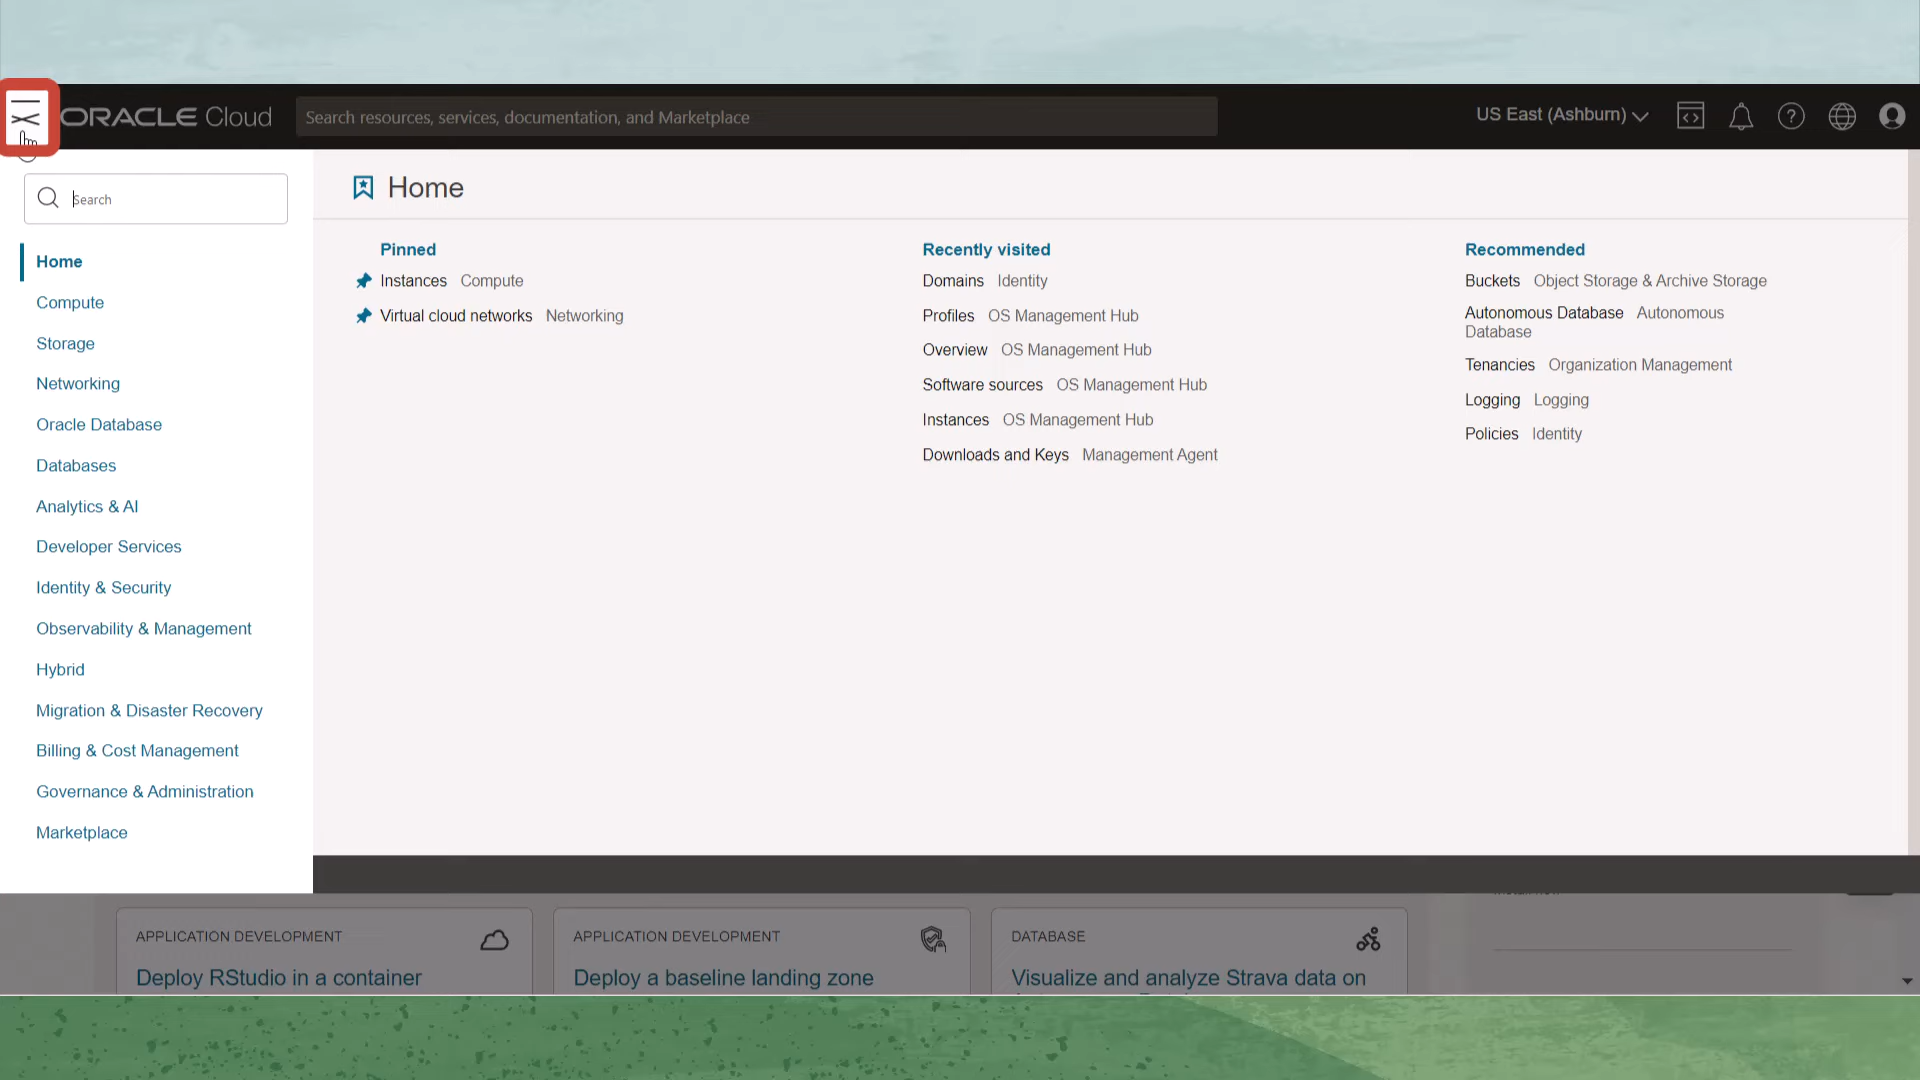 ORACLE Cloud
Search resources, services, documentation, and Marketplace
US East (Ashburn)
Search
Home
Compute
Storage
Networking
Oracle Database
Databases
Analytics & AI
Developer Services
Identity & Security
Observability & Management
Hybrid
Migration & Disaster Recovery
Billing & Cost Management
Governance & Administration
Marketplace
Home
Pinned
Instances Compute
Virtual cloud networks Networking
Recently visited
Domains Identity
Profiles OS Management Hub
Overview OS Management Hub
Software sources OS Management Hub
Instances OS Management Hub
Downloads and Keys Management Agent
Recommended
Buckets Object Storage & Archive Storage
Autonomous Database Autonomous
Database
Tenancies Organization Management
Logging Logging
Policies Identity
APPLICATION DEVELOPMENT
Deploy RStudio in a container
APPLICATION DEVELOPMENT
Deploy a baseline landing zone
DATABASE
Visualize and analyze Strava data on